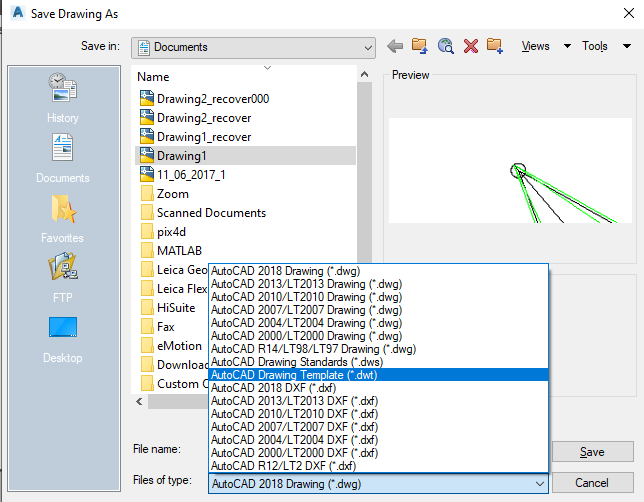 Save Drawing As
Save in: Documents Views Tools
History
Documents
Favorites
FTP
Desktop
Name
Drawing2_recover000
Drawing2_recover
Drawing1_recover
Drawing1
11_06_2017_1
Zoom
Scanned Documents
pix4d
MATLAB
Leica Geo
Leica Flex
HiSuite
Fax
eMotion
Download
Custom O
Preview
AutoCAD 2018 Drawing (*.dwg)
AutoCAD 2013/LT2013 Drawing (*.dwg)
AutoCAD 2010/LT2010 Drawing (*.dwg)
AutoCAD 2007/LT2007 Drawing (*.dwg)
AutoCAD 2004/LT2004 Drawing (*.dwg)
AutoCAD 2000/LT2000 Drawing (*.dwg)
AutoCAD R14/LT98/LT97 Drawing (*.dwg)
AutoCAD Drawing Standards (*.dws)
AutoCAD Drawing Template (*.dwt)
AutoCAD 2018 DXF (*.dxf)
AutoCAD 2013/LT2013 DXF (*.dxf)
AutoCAD 2010/LT2010 DXF (*.dxf)
AutoCAD 2007/LT2007 DXF (*.dxf)
AutoCAD 2004/LT2004 DXF (*.dxf)
AutoCAD 2000/LT2000 DXF (*.dxf)
AutoCAD R12/LT2 DXF (*.dxf)
File name: Save
Files of type: AutoCAD 2018 Drawing (*.dwg) Cancel